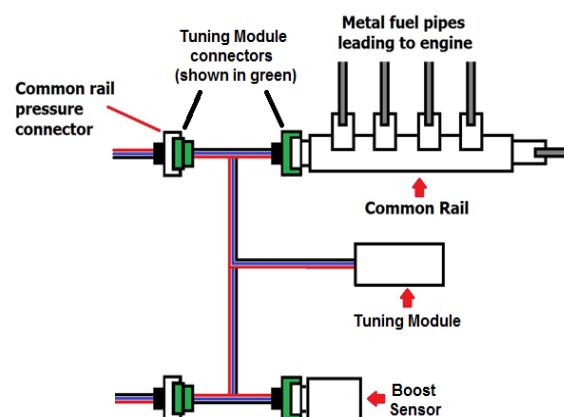 Metal fuel pipes
leading to engine
Tuning Module
connectors
(shown in green)
Common rail
pressure
connector
Common Rail
Tuning Module
Boost
Sensor